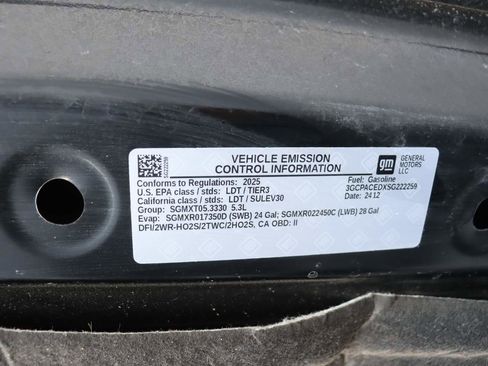 SG222259
VEHICLE EMISSION
CONTROL INFORMATION
gm
GENERAL
MOTORS
LLC
Conforms to Regulations: 2025
Fuel: Gasoline
U.S. EPA class / stds: LDT / TIER3
3GCPACEDXSG222259
California class / stds: LDT / SULEV30
Date: 24 12
Group: SGMXT05.3330 5.3L
Evap: SGMXR017350D (SWB) 24 Gal; SGMXR022450C (LWB) 28 Gal
DFI/2WR-HO2S/2TWC/2HO2S, CA OBD: II